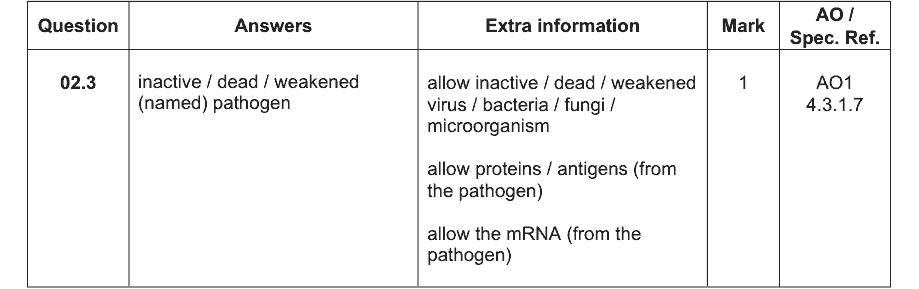 Question Answers Extra information Mark AO /
Spec. Ref.
02.3 inactive / dead / weakened allow inactive / dead / weakened 1 AO1
(named) pathogen virus / bacteria / fungi / 4.3.1.7
microorganism
allow proteins / antigens (from
the pathogen)
allow the mRNA (from the
pathogen)